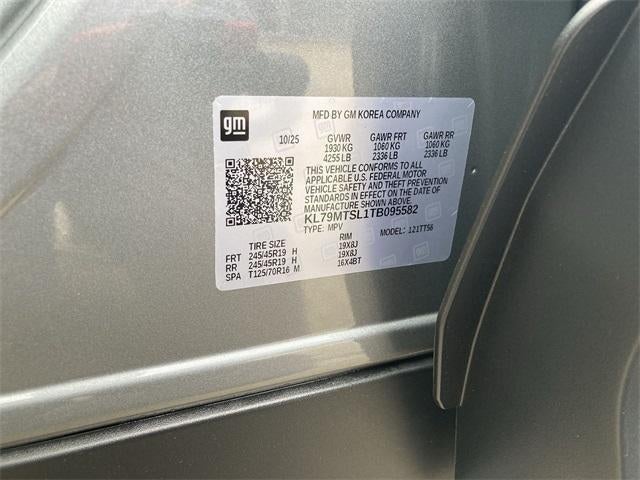 gm
MFD BY GM KOREA COMPANY
10/25 GVWR GAWR FRT GAWR RR
1930 KG 1060 KG 1060 KG
4255 LB 2336 LB 2336 LB
THIS VEHICLE CONFORMS TO ALL
APPLICABLE U.S. FEDERAL MOTOR
VEHICLE SAFETY AND THEFT PREVENTION
STANDARDS IN EFFECT ON THE DATE OF
MANUFACTURE SHOWN ABOVE.
KL79MTSL1TB095582
TYPE: MPV MODEL: 121TT56
TIRE SIZE RIM
FRT 245/45R19 H 19X8J
RR 245/45R19 H 19X8J
SPA T125/70R16 M 16X4BT